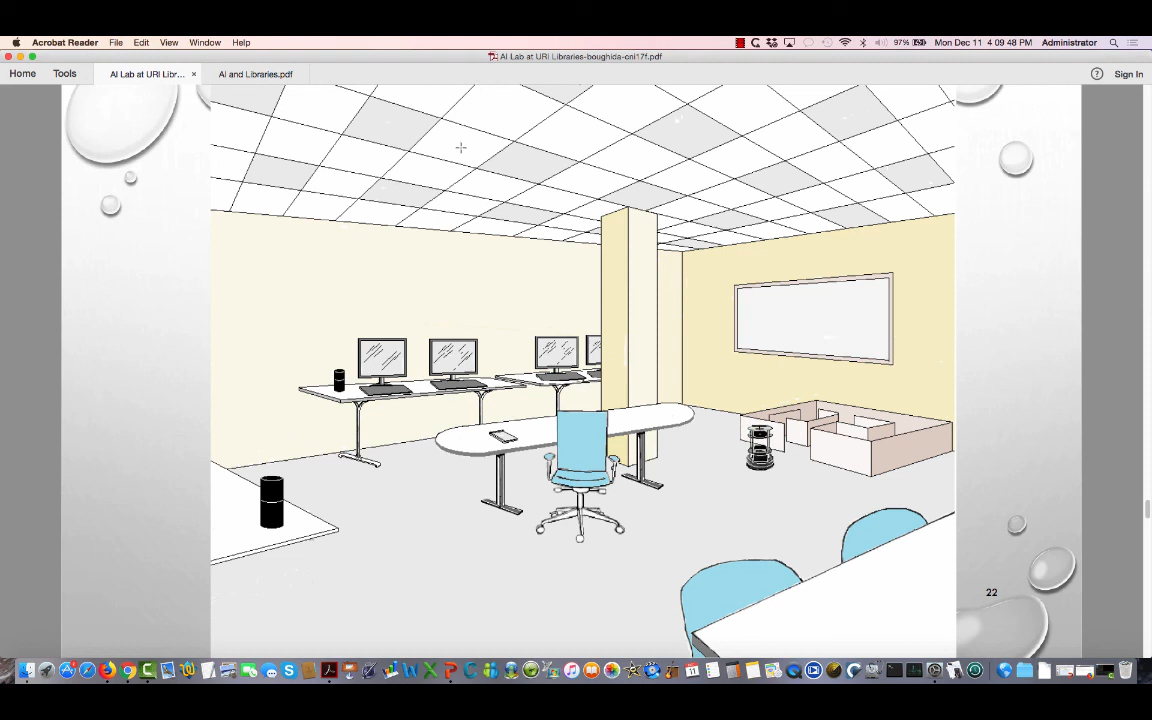 Acrobat Reader File Edit View Window Help 97% Mon Dec 11 4:09:48 PM Administrator
AI Lab at URI Libraries-boughida-oni17f.pdf
Home Tools AI Lab at URI Libr... × AI and Libraries.pdf ? Sign In
22